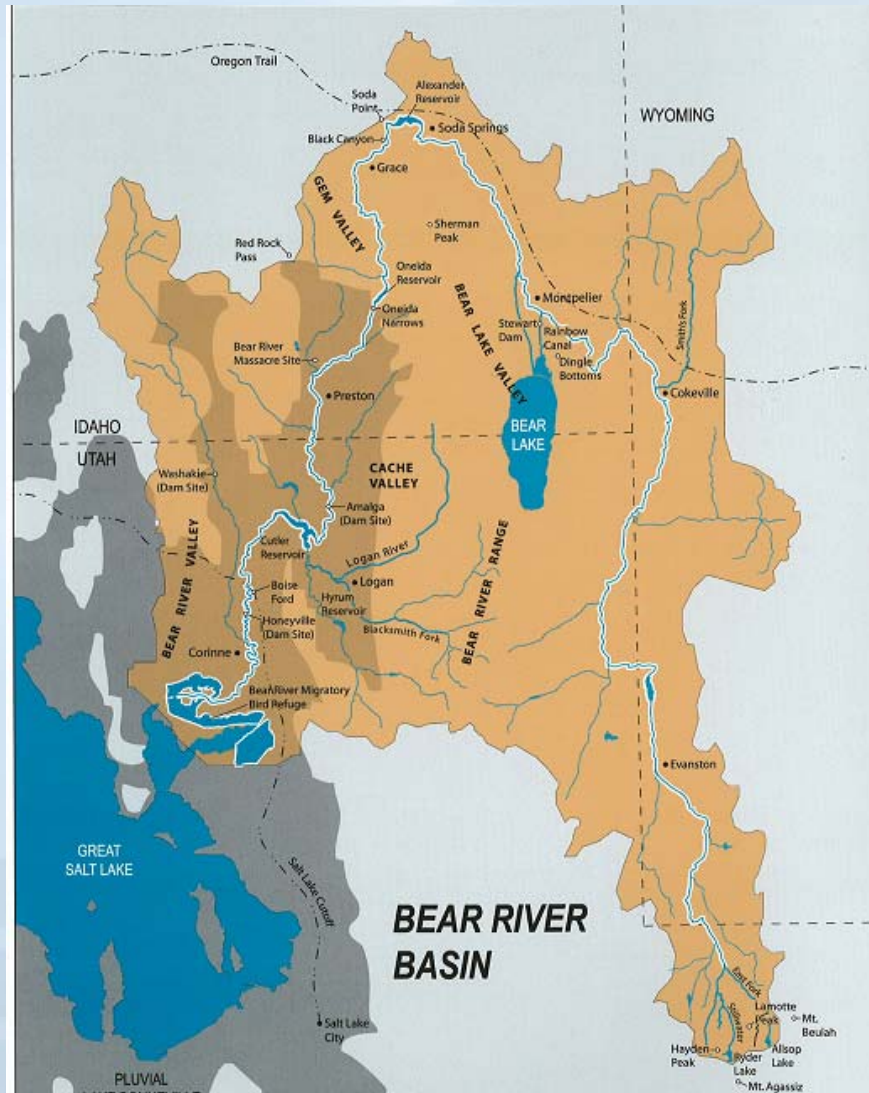 Oregon Trail
Alexander
Reservoir
Soda
Point
Soda Springs
WYOMING
Black Canyon
Grace
GEM VALLEY
Sherman
Peak
Red Rock
Pass
Oneida
Reservoir
BEAR LAKE VALLEY
Montpelier
Oneida
Narrows
Stewart
Dam
Rainbow
Canal
Smith's Fork
Dingle
Bottoms
Bear River
Massacre Site
Preston
Cokeville
IDAHO
UTAH
BEAR
LAKE
CACHE
VALLEY
Washakie
(Dam Site)
Amalga
(Dam Site)
BEAR RIVER VALLEY
Cutler
Reservoir
Logan River
BEAR RIVER RANGE
Logan
Boise
Ford
Hyrum
Reservoir
Honeyville
(Dam Site)
Blacksmith Fork
Corinne
Bear River Migratory
Bird Refuge
Evanston
GREAT
SALT LAKE
Salt Lake Cutoff
BEAR RIVER
BASIN
East Fork
Stillwater
Lamotte
Peak
Mt.
Beulah
Salt Lake
City
Hayden
Peak
Ryder
Lake
Allsop
Lake
Mt. Agassiz
PLUVIAL